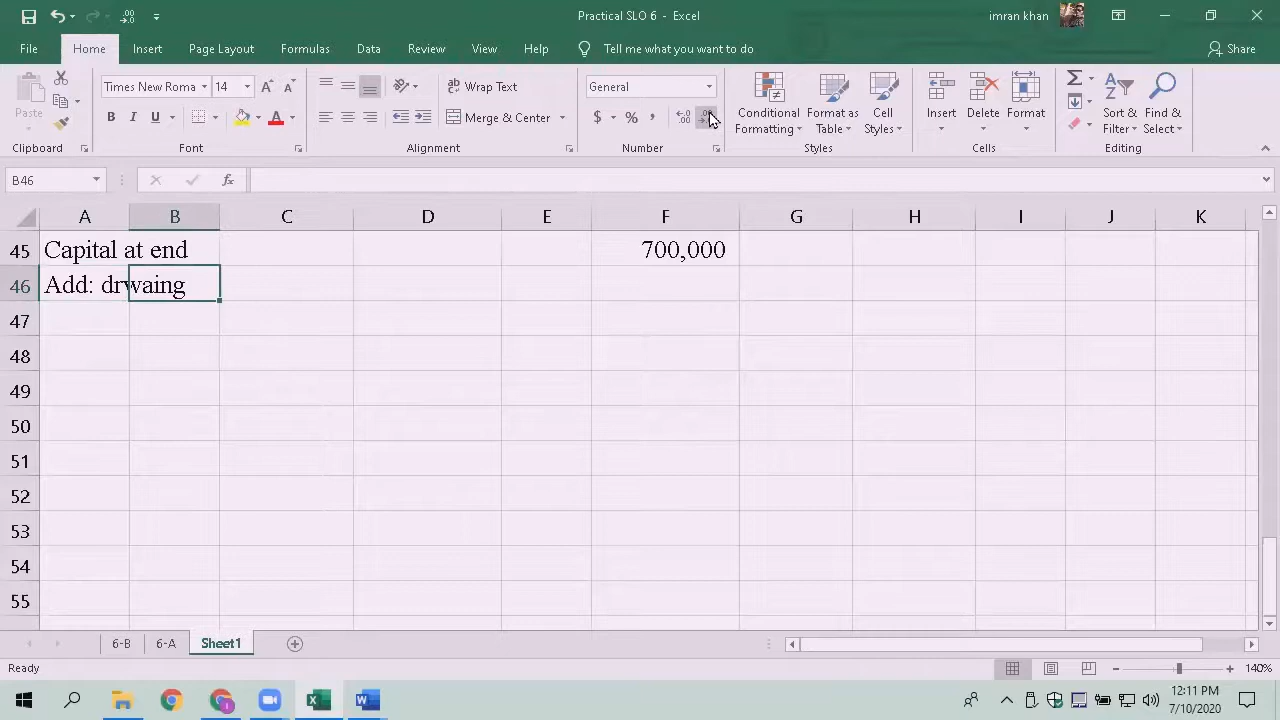 Practical SLO 6 - Excel
imran khan
File Home Insert Page Layout Formulas Data Review View Help Tell me what you want to do Share
Paste
Times New Roma 14
B I U A
Wrap Text
Merge & Center
General
$ % ,
Conditional Formatting
Format as Table
Cell Styles
Insert
Delete
Format
Sort & Filter
Find & Select
Clipboard Font Alignment Number Styles Cells Editing
B46 fx
A B C D E F G H I J K
45 Capital at end 700,000
46 Add: drwaing
47
48
49
50
51
52
53
54
55
6-B 6-A Sheet1
Ready 140%
12:11 PM
7/10/2020